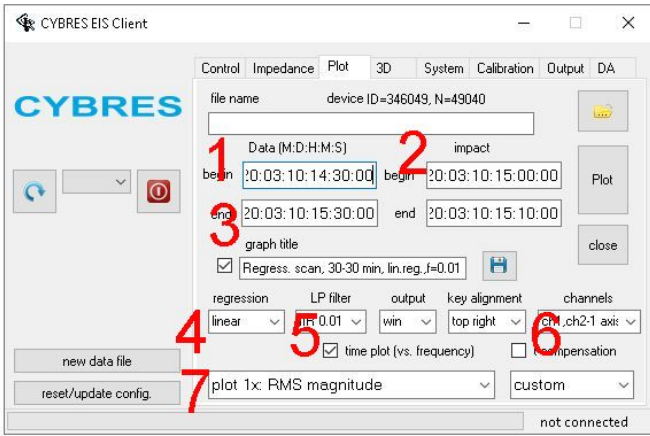 CYBRES EIS Client
Control Impedance Plot 3D System Calibration Output DA
CYBRES
file name device ID=346049, N=49040
1 Data (M:D:H:M:S) 2 impact
begin 20:03:10:14:30:00 begin 20:03:10:15:00:00 Plot
end 20:03:10:15:30:00 end 20:03:10:15:10:00
3 graph title close
Regress. scan, 30-30 min, lin.reg.,f=0.01
regression LP filter output key alignment channels
4 linear 5 IIR 0.01 win top right 6 ch1,ch2-1 axis
time plot (vs. frequency) compensation
new data file
7 plot 1x: RMS magnitude custom
reset/update config.
not connected